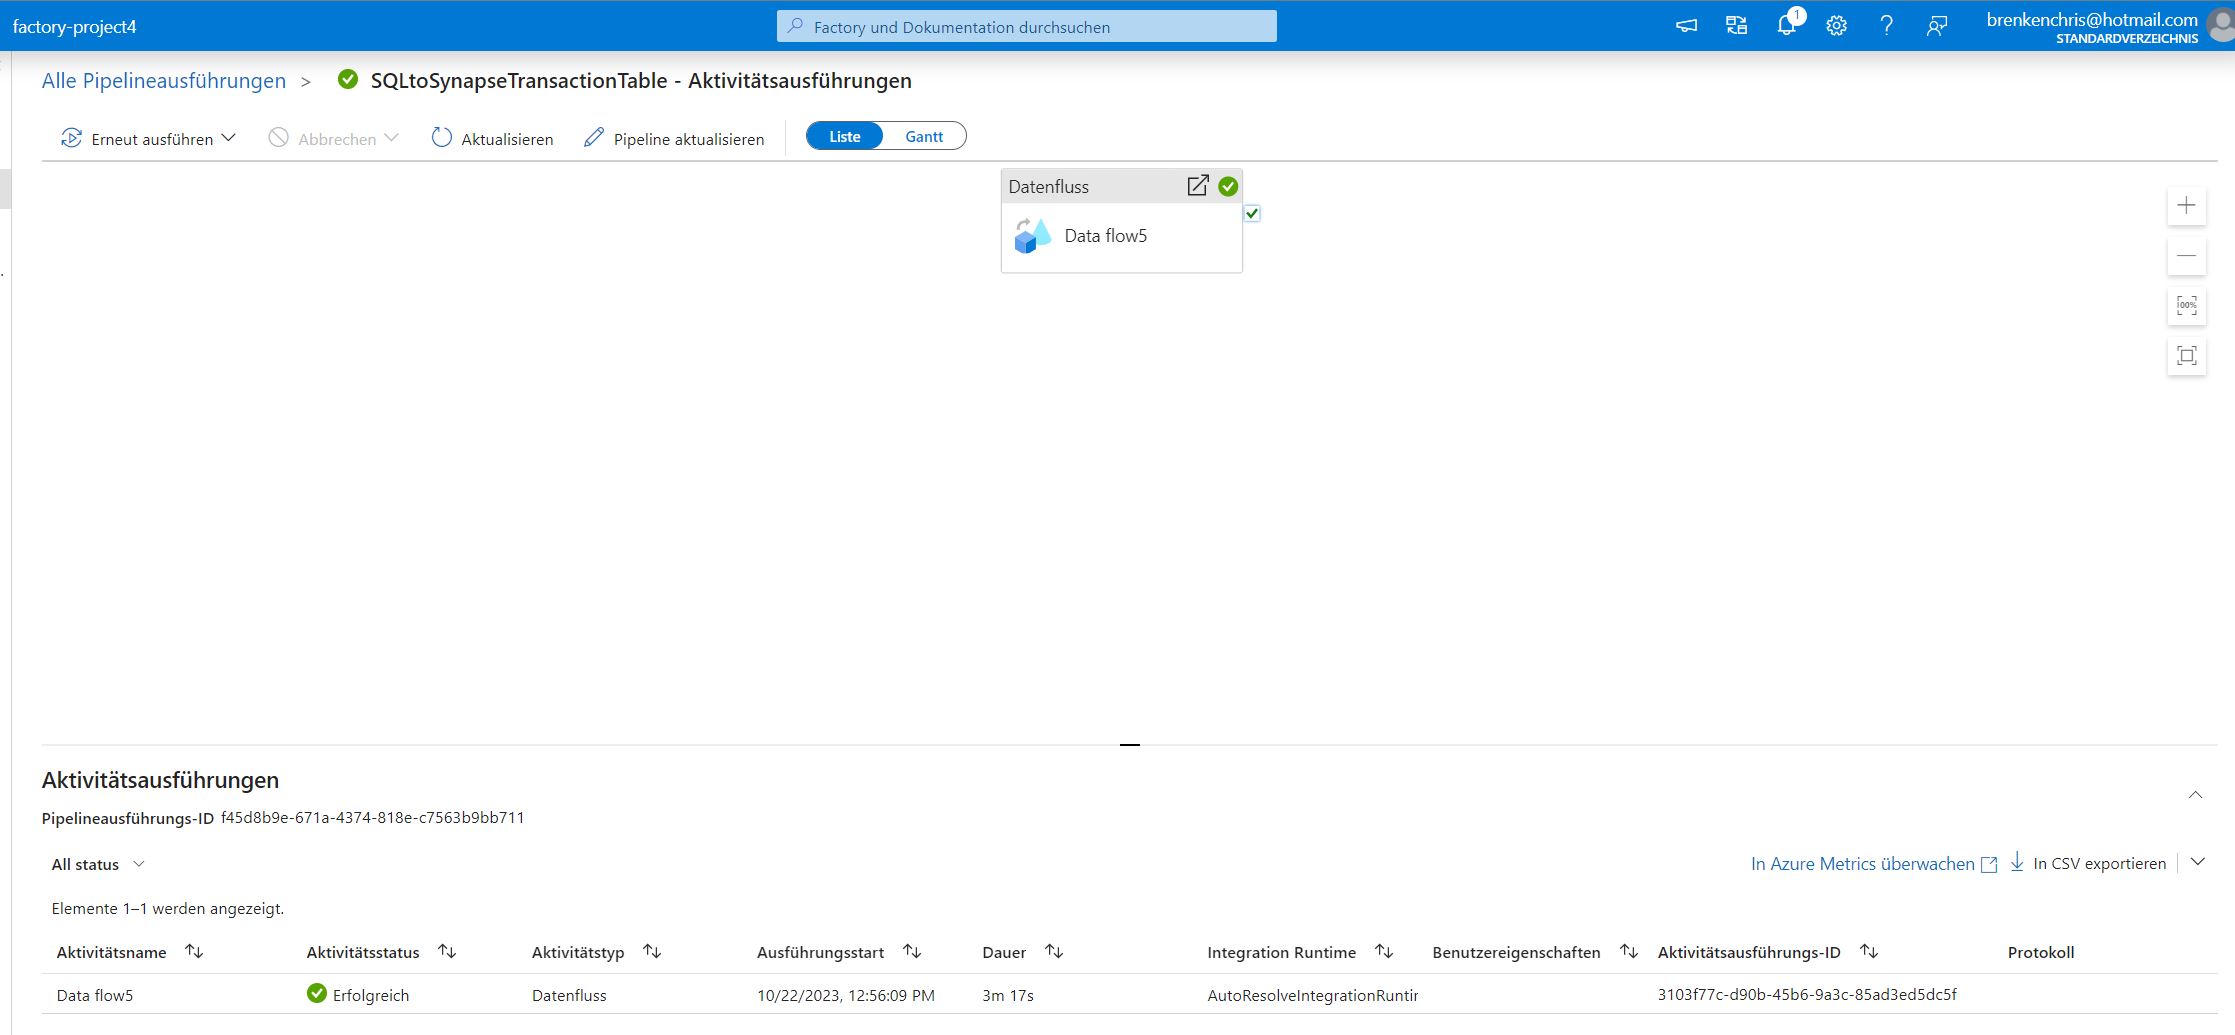 factory-project4
Factory und Dokumentation durchsuchen
1
brenkenchris@hotmail.com
STANDARDVERZEICHNIS
Alle Pipelineausführungen > SQLtoSynapseTransactionTable - Aktivitätsausführungen
Erneut ausführen Abbrechen Aktualisieren Pipeline aktualisieren Liste Gantt
Datenfluss
Data flow5
100%
Aktivitätsausführungen
Pipelineausführungs-ID f45d8b9e-671a-4374-818e-c7563b9bb711
All status In Azure Metrics überwachen In CSV exportieren
Elemente 1–1 werden angezeigt.
Aktivitätsname Aktivitätsstatus Aktivitätstyp Ausführungsstart Dauer Integration Runtime Benutzereigenschaften Aktivitätsausführungs-ID Protokoll
Data flow5 Erfolgreich Datenfluss 10/22/2023, 12:56:09 PM 3m 17s AutoResolveIntegrationRuntir 3103f77c-d90b-45b6-9a3c-85ad3ed5dc5f